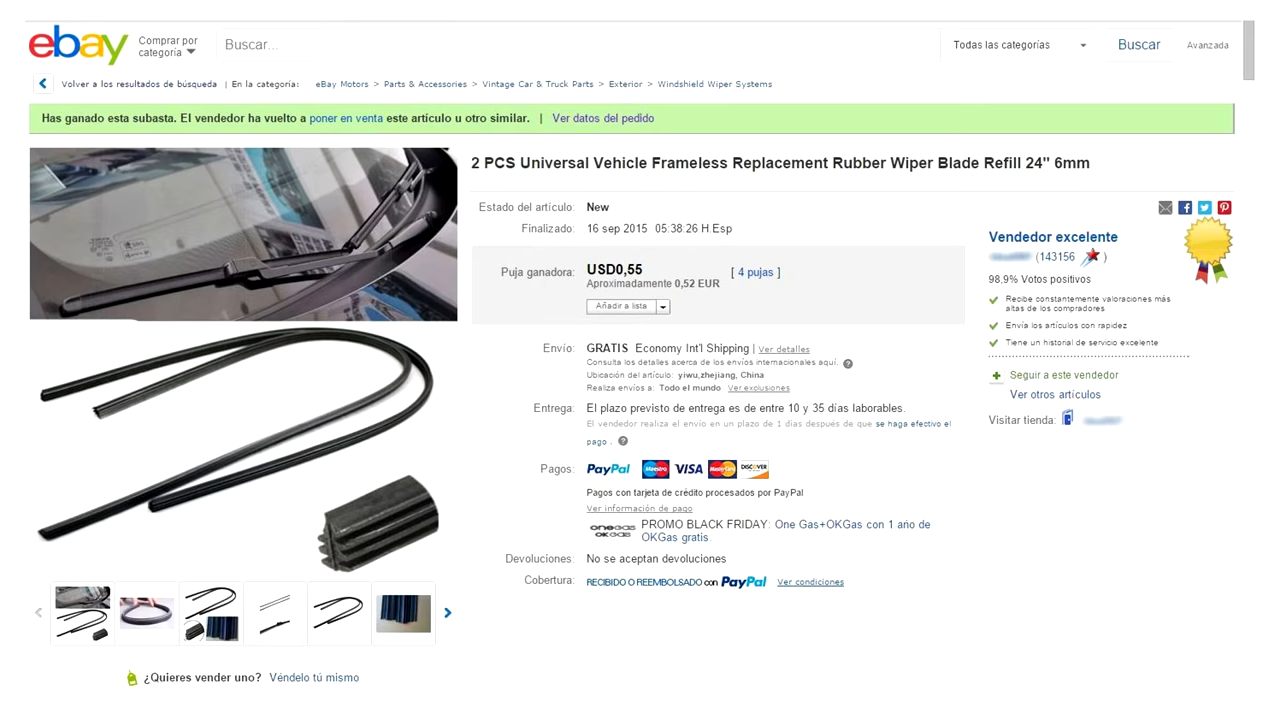 ebay
Comprar por
categoría
Buscar...
Todas las categorías
Buscar
Avanzada
Volver a los resultados de búsqueda | En la categoría: eBay Motors > Parts & Accessories > Vintage Car & Truck Parts > Exterior > Windshield Wiper Systems
Has ganado esta subasta. El vendedor ha vuelto a poner en venta este artículo u otro similar. | Ver datos del pedido
2 PCS Universal Vehicle Frameless Replacement Rubber Wiper Blade Refill 24" 6mm
Estado del artículo: New
Finalizado: 16 sep 2015 05:38:26 H.Esp
Puja ganadora: USD0,55 [ 4 pujas ]
Aproximadamente 0,52 EUR
Añadir a lista
Envío: GRATIS Economy Int'l Shipping | Ver detalles
Consulta los detalles acerca de los envíos internacionales aquí.
Ubicación del artículo: yiwu,zhejiang, China
Realiza envíos a: Todo el mundo Ver exclusiones
Entrega: El plazo previsto de entrega es de entre 10 y 35 días laborables.
El vendedor realiza el envío en un plazo de 1 días después de que se haga efectivo el
pago .
Pagos: PayPal Maestro VISA MasterCard DISCOVER
Pagos con tarjeta de crédito procesados por PayPal
Ver información de pago
onegas
OKGAS
PROMO BLACK FRIDAY: One Gas+OKGas con 1 año de
OKGas gratis.
Devoluciones: No se aceptan devoluciones
Cobertura: RECIBIDO O REEMBOLSADO con PayPal Ver condiciones
Vendedor excelente
(143156 )
98,9% Votos positivos
Recibe constantemente valoraciones más
altas de los compradores
Envía los artículos con rapidez
Tiene un historial de servicio excelente
Seguir a este vendedor
Ver otros artículos
Visitar tienda:
¿Quieres vender uno? Véndelo tú mismo